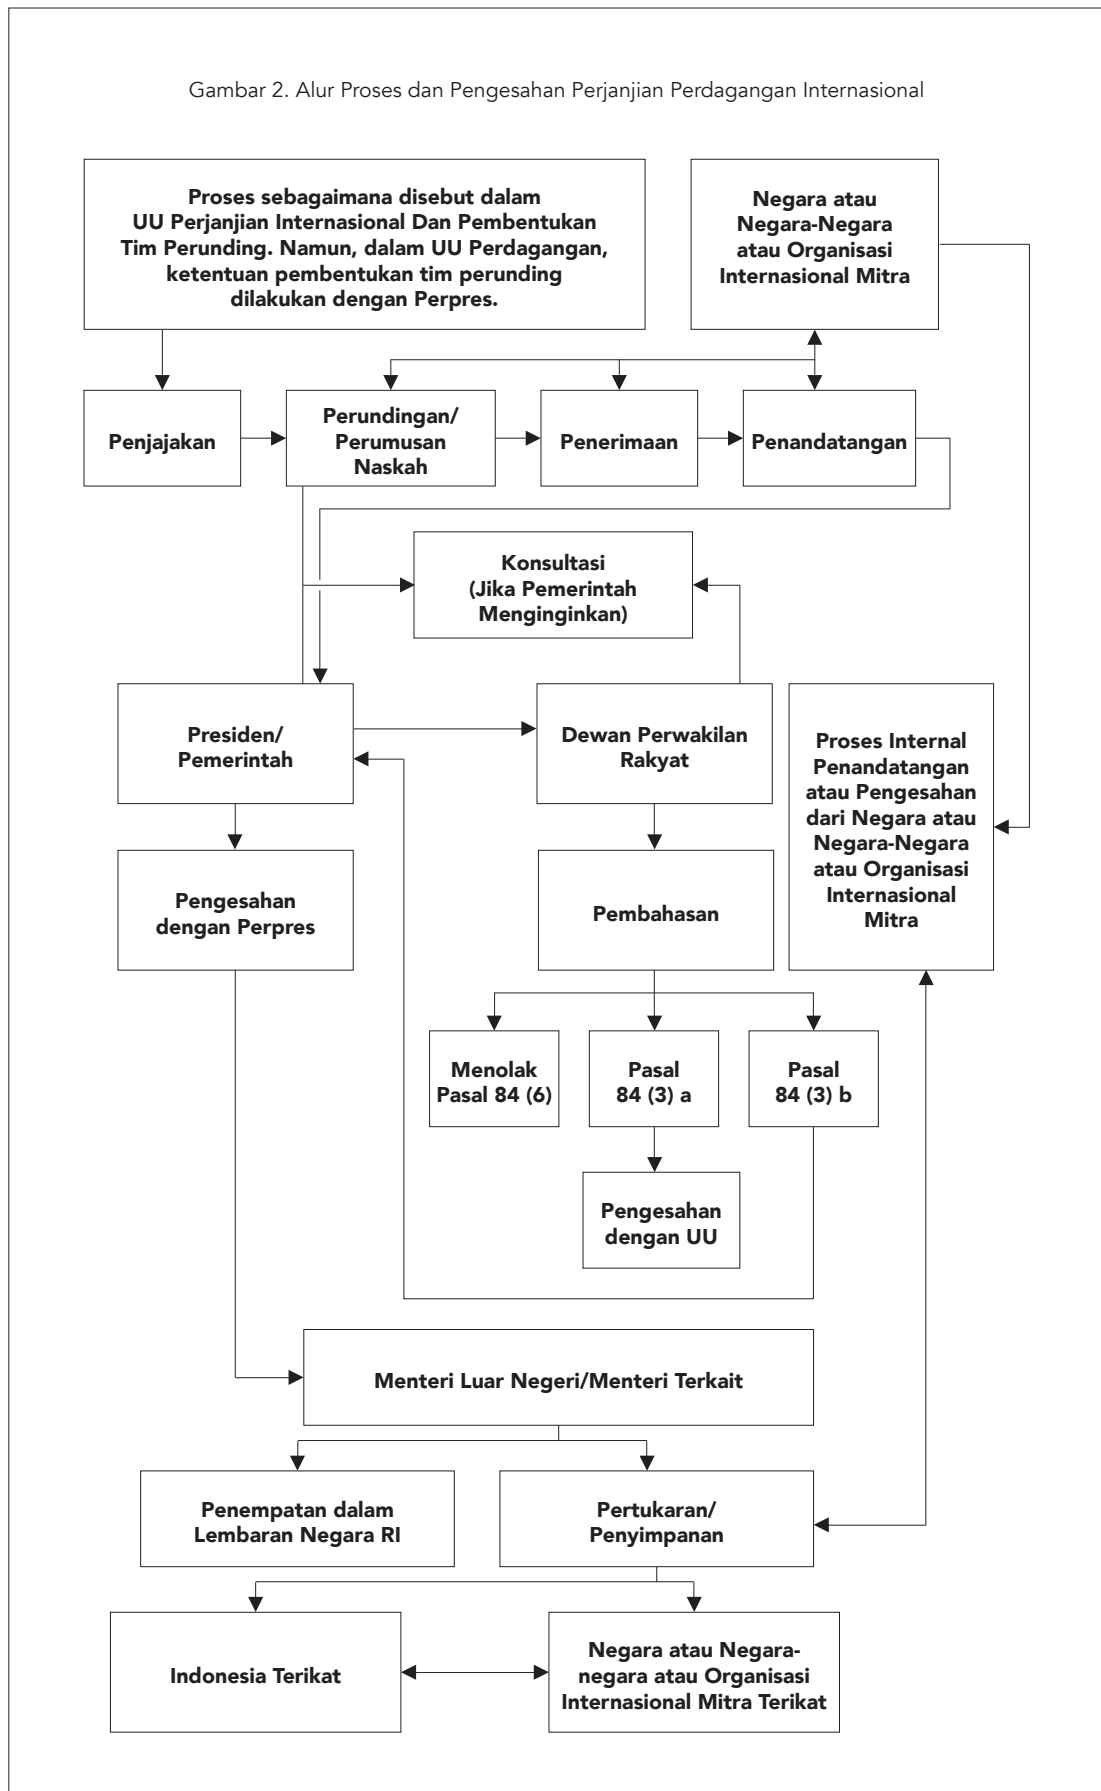 Gambar 2. Alur Proses dan Pengesahan Perjanjian Perdagangan Internasional
Proses sebagaimana disebut dalam
UU Perjanjian Internasional Dan Pembentukan
Tim Perunding. Namun, dalam UU Perdagangan,
ketentuan pembentukan tim perunding
dilakukan dengan Perpres.
Negara atau
Negara-Negara
atau Organisasi
Internasional Mitra
Penjajakan
Perundingan/
Perumusan
Naskah
Penerimaan
Penandatangan
Konsultasi
(Jika Pemerintah
Menginginkan)
Presiden/
Pemerintah
Dewan Perwakilan
Rakyat
Proses Internal
Penandatangan
atau Pengesahan
dari Negara atau
Negara-Negara
atau Organisasi
Internasional
Mitra
Pengesahan
dengan Perpres
Pembahasan
Menolak
Pasal 84 (6)
Pasal
84 (3) a
Pasal
84 (3) b
Pengesahan
dengan UU
Menteri Luar Negeri/Menteri Terkait
Penempatan dalam
Lembaran Negara RI
Pertukaran/
Penyimpanan
Indonesia Terikat
Negara atau Negara-
negara atau Organisasi
Internasional Mitra Terikat